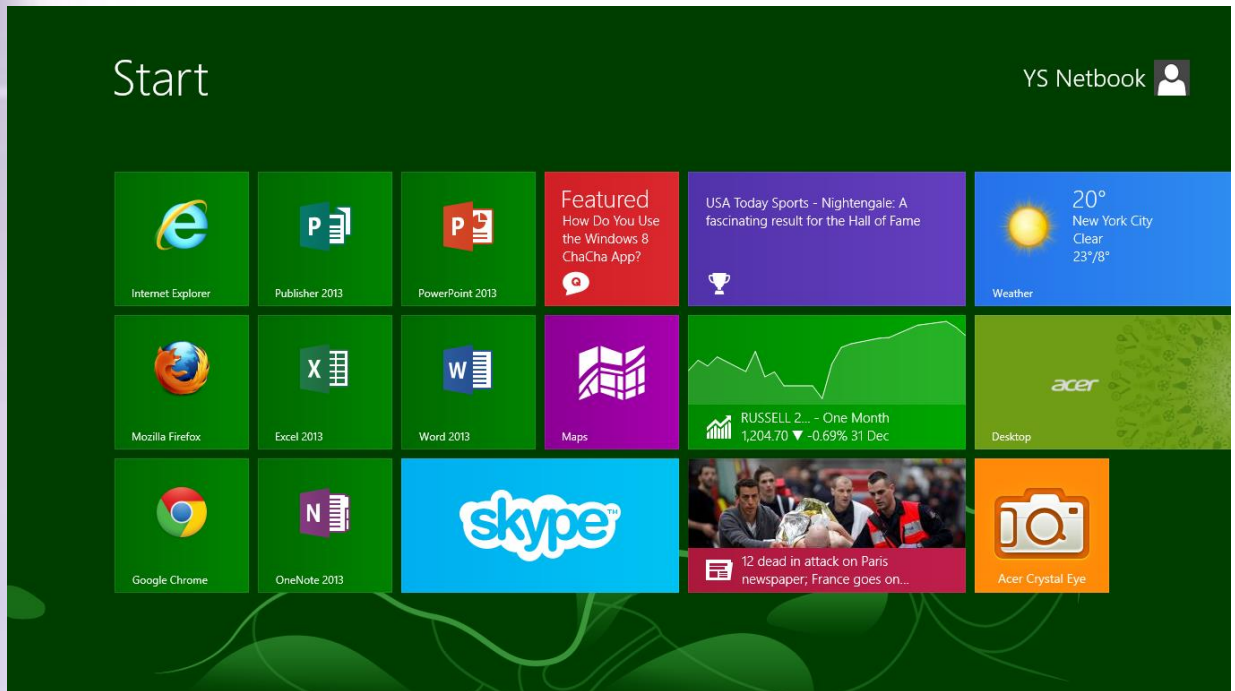 Start
YS Netbook
Internet Explorer
P
Publisher 2013
P
PowerPoint 2013
Featured
How Do You Use
the Windows 8
ChaCha App?
Q
USA Today Sports - Nightengale: A
fascinating result for the Hall of Fame
20°
New York City
Clear
23°/8°
Weather
Mozilla Firefox
X
Excel 2013
W
Word 2013
Maps
RUSSELL 2... - One Month
1,204.70 ▼ -0.69% 31 Dec
acer
Desktop
Google Chrome
N
OneNote 2013
skype™
12 dead in attack on Paris
newspaper; France goes on...
Acer Crystal Eye